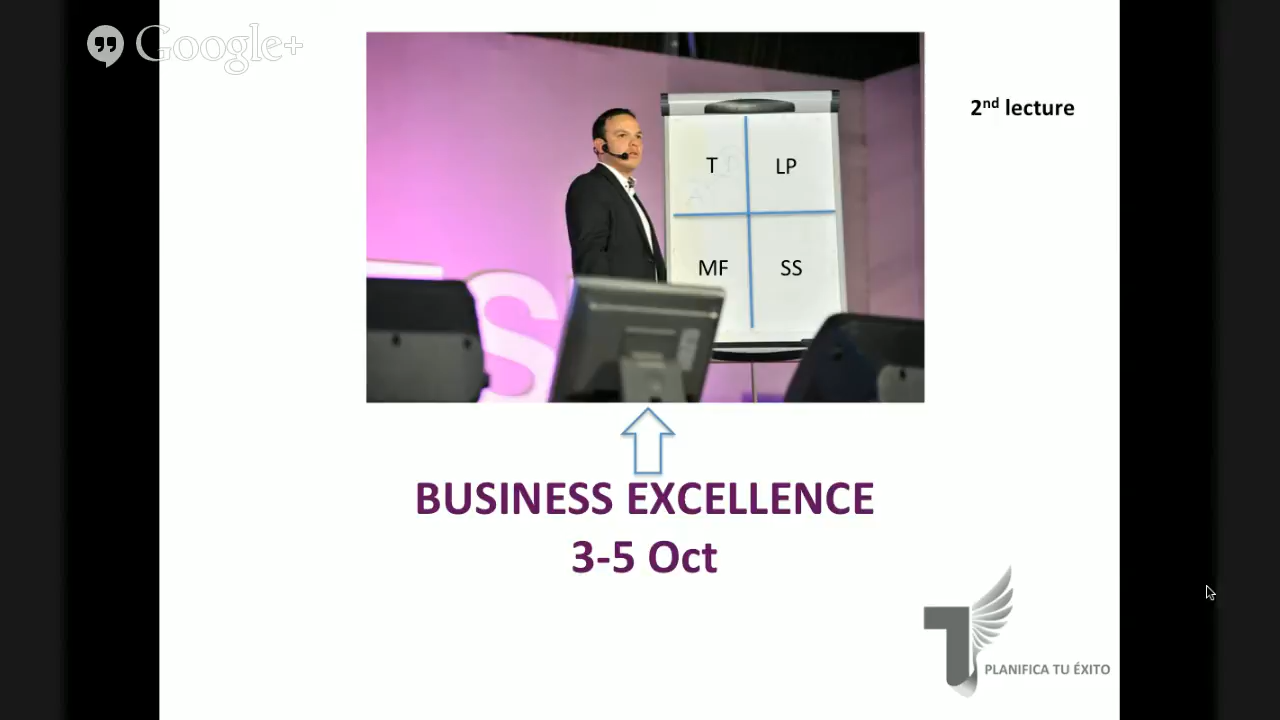 Google+
2nd lecture
T LP
MF SS
S
BUSINESS EXCELLENCE
3-5 Oct
PLANIFICA TU ÉXITO